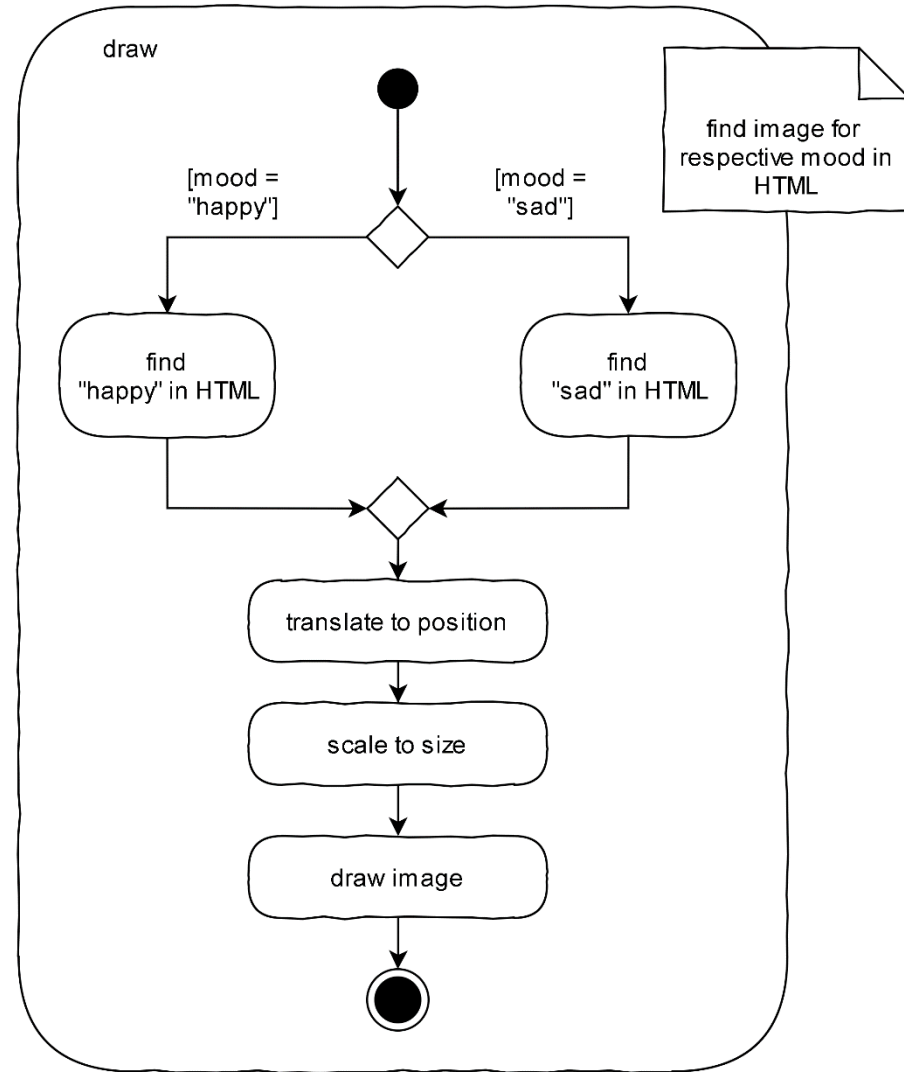 draw
find image for
respective mood in
HTML
[mood =
"happy"]
[mood =
"sad"]
find
"happy" in HTML
find
"sad" in HTML
translate to position
scale to size
draw image